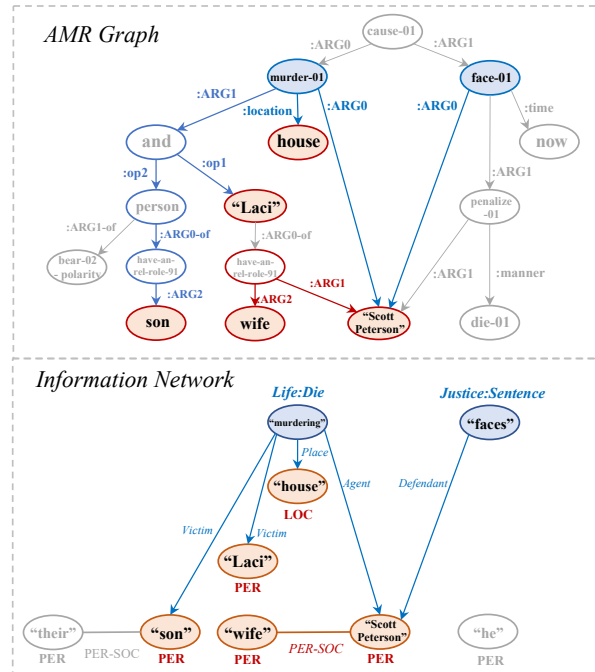 AMR Graph
cause-01
:ARG0
:ARG1
murder-01
face-01
:ARG1
:location
:ARG0
:ARG0
:time
and
house
now
:op2
:op1
:ARG1
person
“Laci”
penalize
-01
:ARG1-of
:ARG0-of
:ARG0-of
bear-02
- polarity
have-an-
rel-role-91
have-an-
rel-role-91
:ARG1
:ARG1
:manner
:ARG2
:ARG2
son
wife
“Scott
Peterson”
die-01
Information Network
Life:Die
Justice:Sentence
“murdering”
“faces”
Place
“house”
Agent
Defendant
LOC
Victim
Victim
“Laci”
PER
“their”
“son”
“wife”
“Scott
Peterson”
“he”
PER-SOC
PER-SOC
PER
PER
PER
PER
PER